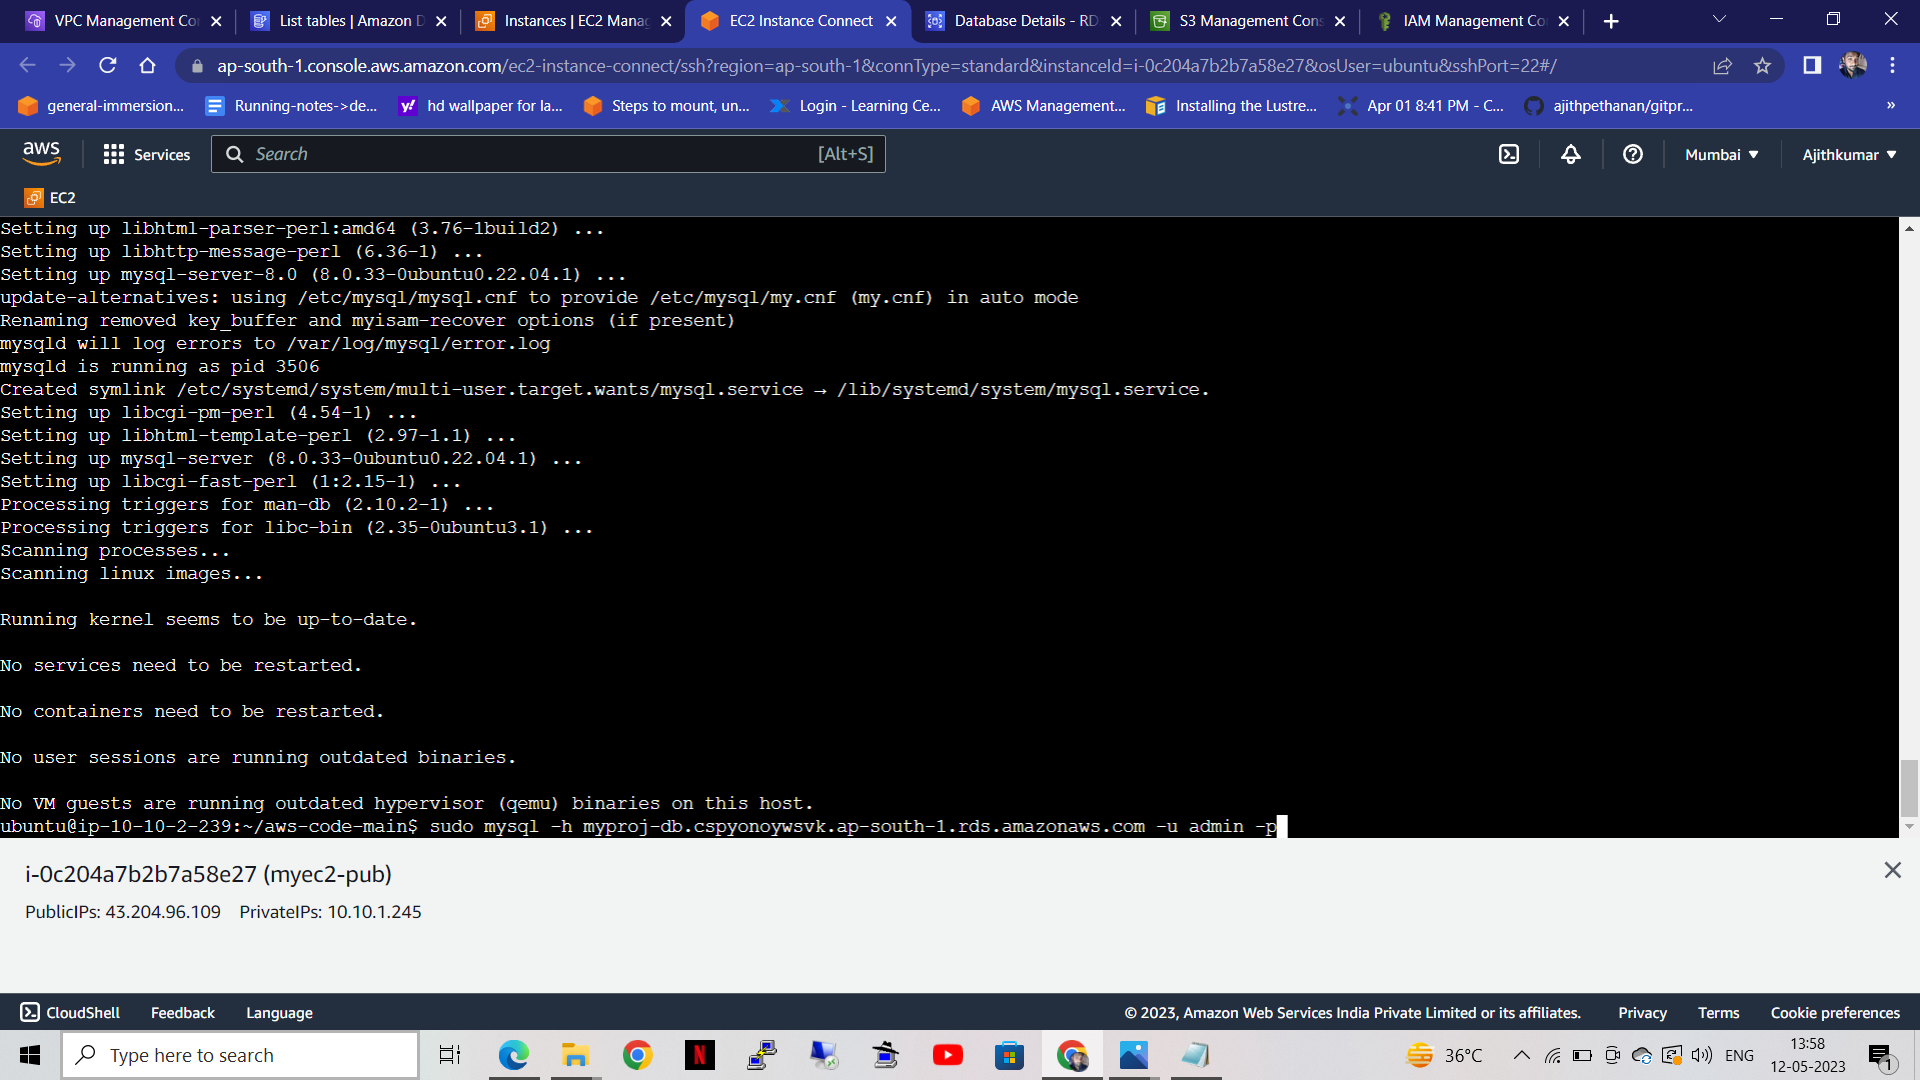 VPC Management Co
List tables | Amazon D
Instances | EC2 Manag
EC2 Instance Connect
Database Details - RD
S3 Management Cons
IAM Management Co
ap-south-1.console.aws.amazon.com/ec2-instance-connect/ssh?region=ap-south-1&connType=standard&instanceId=i-0c204a7b2b7a58e27&osUser=ubuntu&sshPort=22#/
general-immersion...
Running-notes->de...
hd wallpaper for la...
Steps to mount, un...
Login - Learning Ce...
AWS Management...
Installing the Lustre...
Apr 01 8:41 PM - C...
ajithpethanan/gitpr...
»
aws
Services
Search [Alt+S]
Mumbai
Ajithkumar
EC2
Setting up libhtml-parser-perl:amd64 (3.76-1build2) ...
Setting up libhttp-message-perl (6.36-1) ...
Setting up mysql-server-8.0 (8.0.33-0ubuntu0.22.04.1) ...
update-alternatives: using /etc/mysql/mysql.cnf to provide /etc/mysql/my.cnf (my.cnf) in auto mode
Renaming removed key_buffer and myisam-recover options (if present)
mysqld will log errors to /var/log/mysql/error.log
mysqld is running as pid 3506
Created symlink /etc/systemd/system/multi-user.target.wants/mysql.service → /lib/systemd/system/mysql.service.
Setting up libcgi-pm-perl (4.54-1) ...
Setting up libhtml-template-perl (2.97-1.1) ...
Setting up mysql-server (8.0.33-0ubuntu0.22.04.1) ...
Setting up libcgi-fast-perl (1:2.15-1) ...
Processing triggers for man-db (2.10.2-1) ...
Processing triggers for libc-bin (2.35-0ubuntu3.1) ...
Scanning processes...
Scanning linux images...
Running kernel seems to be up-to-date.
No services need to be restarted.
No containers need to be restarted.
No user sessions are running outdated binaries.
No VM guests are running outdated hypervisor (qemu) binaries on this host.
ubuntu@ip-10-10-2-239:~/aws-code-main$ sudo mysql -h myproj-db.cspyonoywsvk.ap-south-1.rds.amazonaws.com -u admin -p
i-0c204a7b2b7a58e27 (myec2-pub)
PublicIPs: 43.204.96.109 PrivateIPs: 10.10.1.245
CloudShell
Feedback
Language
© 2023, Amazon Web Services India Private Limited or its affiliates.
Privacy
Terms
Cookie preferences
Type here to search
36°C
ENG
13:58
12-05-2023
1